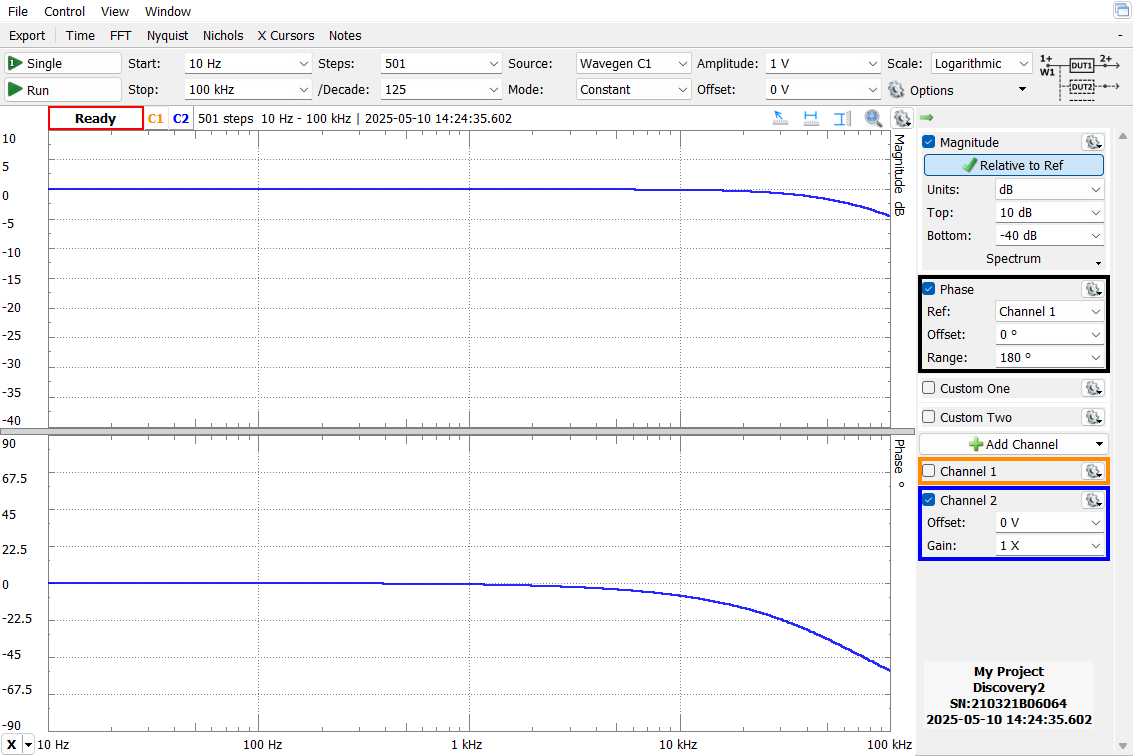 File Control View Window
Export Time FFT Nyquist Nichols X Cursors Notes -
Single Start: 10 Hz Steps: 501 Source: Wavegen C1 Amplitude: 1 V Scale: Logarithmic 1+ W1 DUT1 2+
Run Stop: 100 kHz /Decade: 125 Mode: Constant Offset: 0 V Options DUT2
Ready C1 C2 501 steps 10 Hz - 100 kHz | 2025-05-10 14:24:35.602
10
5
0
-5
-10
-15
-20
-25
-30
-35
-40
Magnitude dB
90
67.5
45
22.5
0
-22.5
-45
-67.5
-90
Phase °
X 10 Hz 100 Hz 1 kHz 10 kHz 100 kHz
Magnitude
Relative to Ref
Units: dB
Top: 10 dB
Bottom: -40 dB
Spectrum
Phase
Ref: Channel 1
Offset: 0 °
Range: 180 °
Custom One
Custom Two
Add Channel
Channel 1
Channel 2
Offset: 0 V
Gain: 1 X
My Project
Discovery2
SN:210321B06064
2025-05-10 14:24:35.602